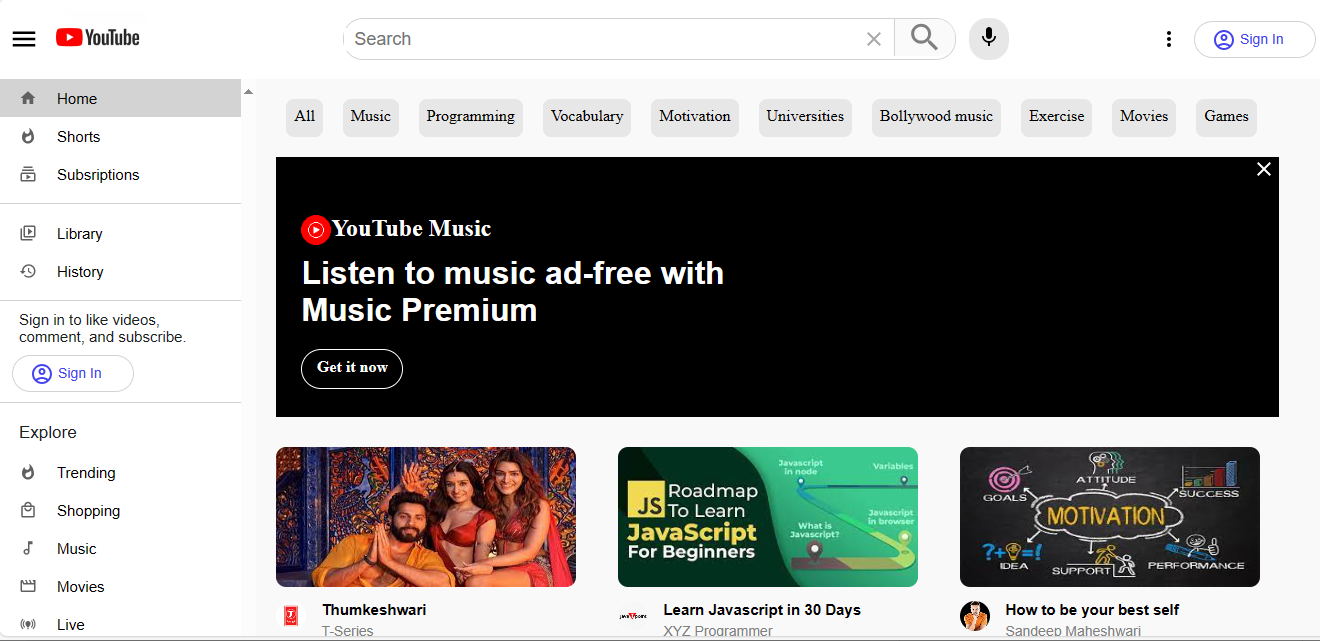 YouTube
Search
Sign In
Home
Shorts
Subsriptions
Library
History
Sign in to like videos,
comment, and subscribe.
Sign In
Explore
Trending
Shopping
Music
Movies
Live
All
Music
Programming
Vocabulary
Motivation
Universities
Bollywood music
Exercise
Movies
Games
YouTube Music
Listen to music ad-free with
Music Premium
Get it now
Thumkeshwari
T-Series
JS
Roadmap
To Learn
JavaScript
For Beginners
Javascript
in node
Variables
What is
Javascript?
Javascript
in browser
Learn Javascript in 30 Days
XYZ Programmer
GOALS
ATTITUDE
SUCCESS
MOTIVATION
?+
=!
IDEA
SUPPORT
PERFORMANCE
How to be your best self
Sandeep Maheshwari